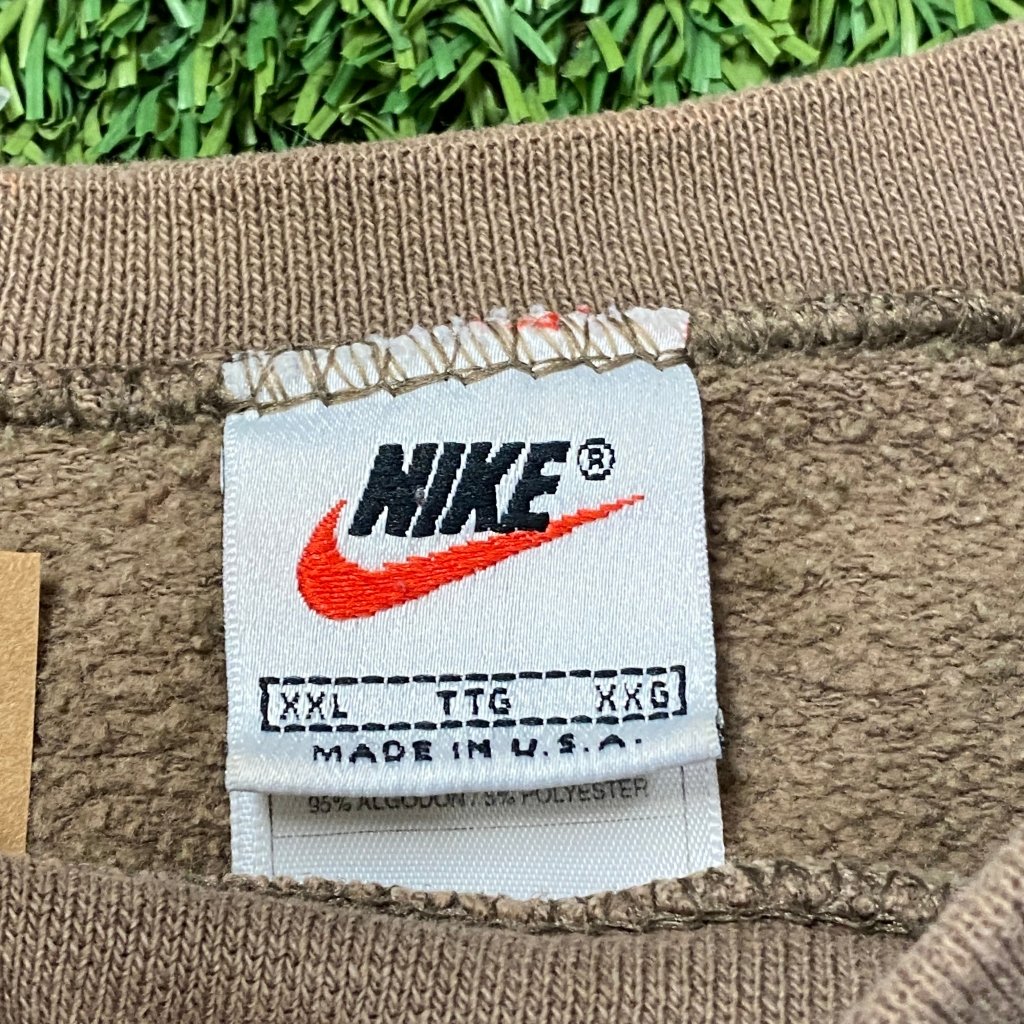 NIKE®
XXL TTG XXG
MADE IN U.S.A.
95% ALGODON / 5% POLYESTER